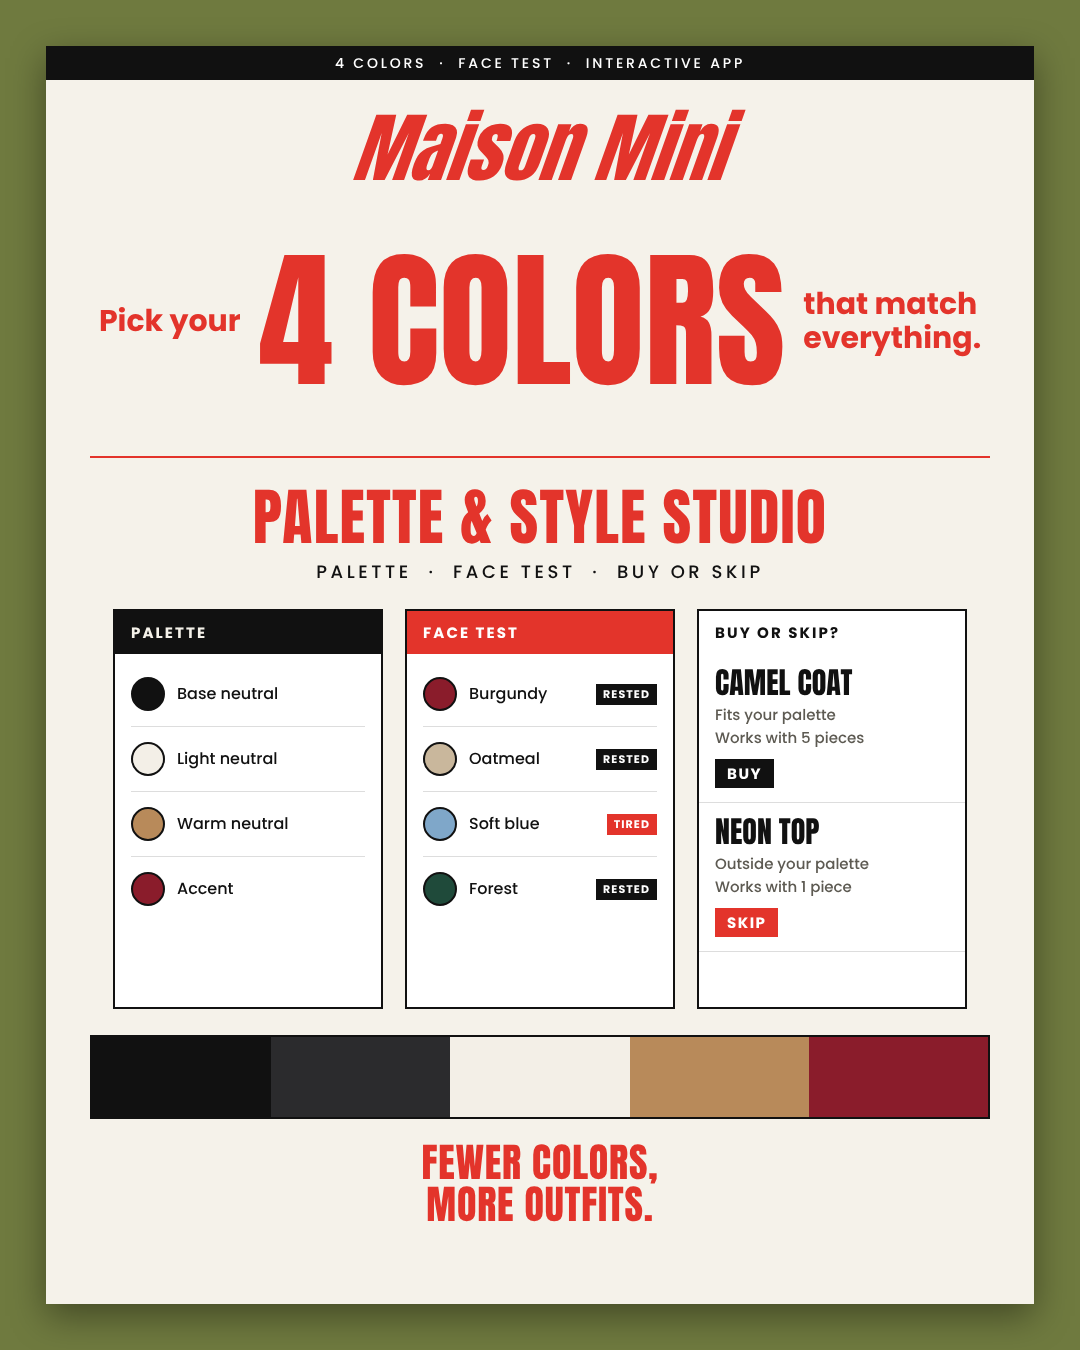 4 COLORS · FACE TEST · INTERACTIVE APP
Maison Mini
Pick your
4 COLORS
that match
everything.
PALETTE & STYLE STUDIO
PALETTE · FACE TEST · BUY OR SKIP
PALETTE
Base neutral
Light neutral
Warm neutral
Accent
FACE TEST
Burgundy RESTED
Oatmeal RESTED
Soft blue TIRED
Forest RESTED
BUY OR SKIP?
CAMEL COAT
Fits your palette
Works with 5 pieces
BUY
NEON TOP
Outside your palette
Works with 1 piece
SKIP
FEWER COLORS,
MORE OUTFITS.